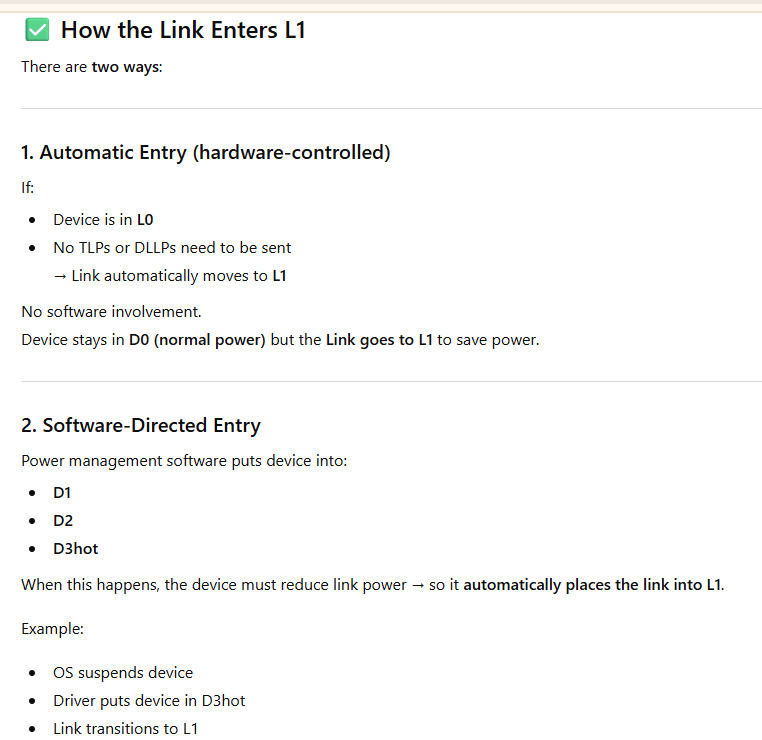 ✅ How the Link Enters L1
There are two ways:
1. Automatic Entry (hardware-controlled)
If:
• Device is in L0
• No TLPs or DLLPs need to be sent
→ Link automatically moves to L1
No software involvement.
Device stays in D0 (normal power) but the Link goes to L1 to save power.
2. Software-Directed Entry
Power management software puts device into:
• D1
• D2
• D3hot
When this happens, the device must reduce link power → so it automatically places the link into L1.
Example:
• OS suspends device
• Driver puts device in D3hot
• Link transitions to L1